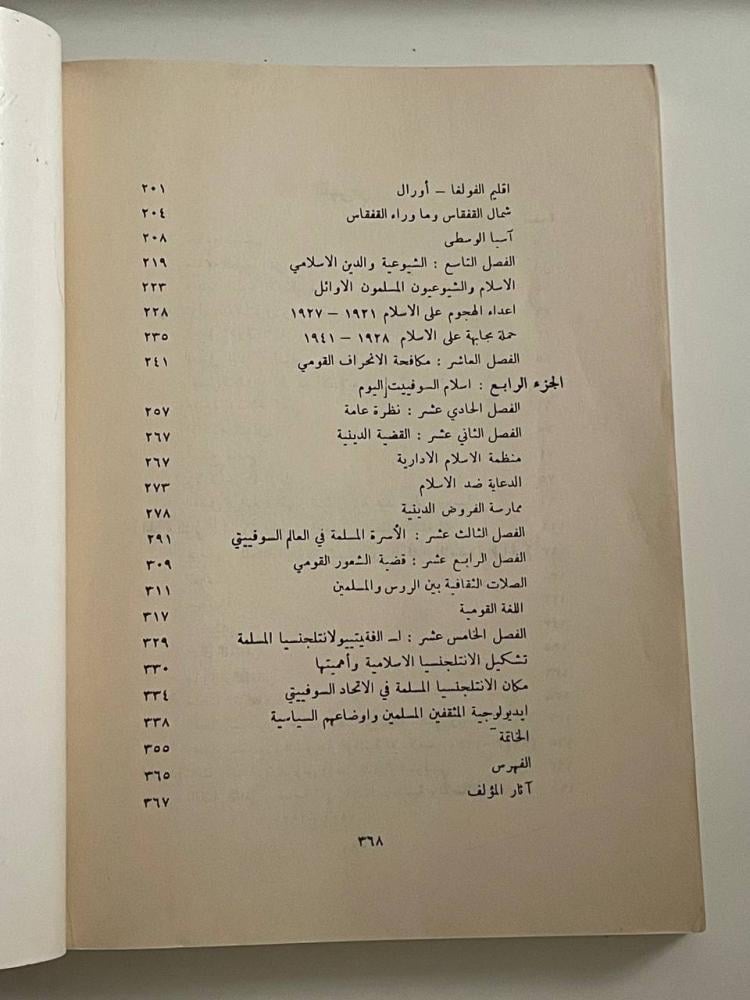 اقليم الفولغا – أورال ٢٠١
شمال القفقاس وما وراء القفقاس ٢٠٤
آسيا الوسطى ٢٠٨
الفصل التاسع : الشيوعية والدين الاسلامي ٢١٩
الاسلام والشيوعيون المسلمون الاوائل ٢٢٣
اعداء الهجوم على الاسلام ١٩٢١ – ١٩٢٧ ٢٢٨
حملة مجابهة على الاسلام ١٩٢٨ – ١٩٤١ ٢٣٥
الفصل العاشر : مكافحة الانحراف القومي ٢٤١
الجزء الرابع : اسلام السوفييت اليوم
الفصل الحادي عشر : نظرة عامة ٢٥٧
الفصل الثاني عشر : القضية الدينية ٢٦٧
منظمة الاسلام الادارية ٢٦٧
الدعاية ضد الاسلام ٢٧٣
ممارسة الفروض الدينية ٢٧٨
الفصل الثالث عشر : الأسرة المسلمة في العالم السوفييتي ٢٩١
الفصل الرابع عشر : قضية الشعور القومي ٣٠٩
الصلات الثقافية بين الروس والمسلمين ٣١١
اللغة القومية ٣١٧
الفصل الخامس عشر : المسلمة ٣٢٩
تشكيل الانتلجنسيا الاسلامية وأهميتها ٣٣٠
مكان الانتلجنسيا المسلمة في الاتحاد السوفييتي ٣٣٤
ايديولوجية المثقفين المسلمين واوضاعهم السياسية ٣٣٨
الخاتمة ٣٥٥
الفهرس ٣٦٥
آثار المؤلف ٣٦٧
٣٦٨